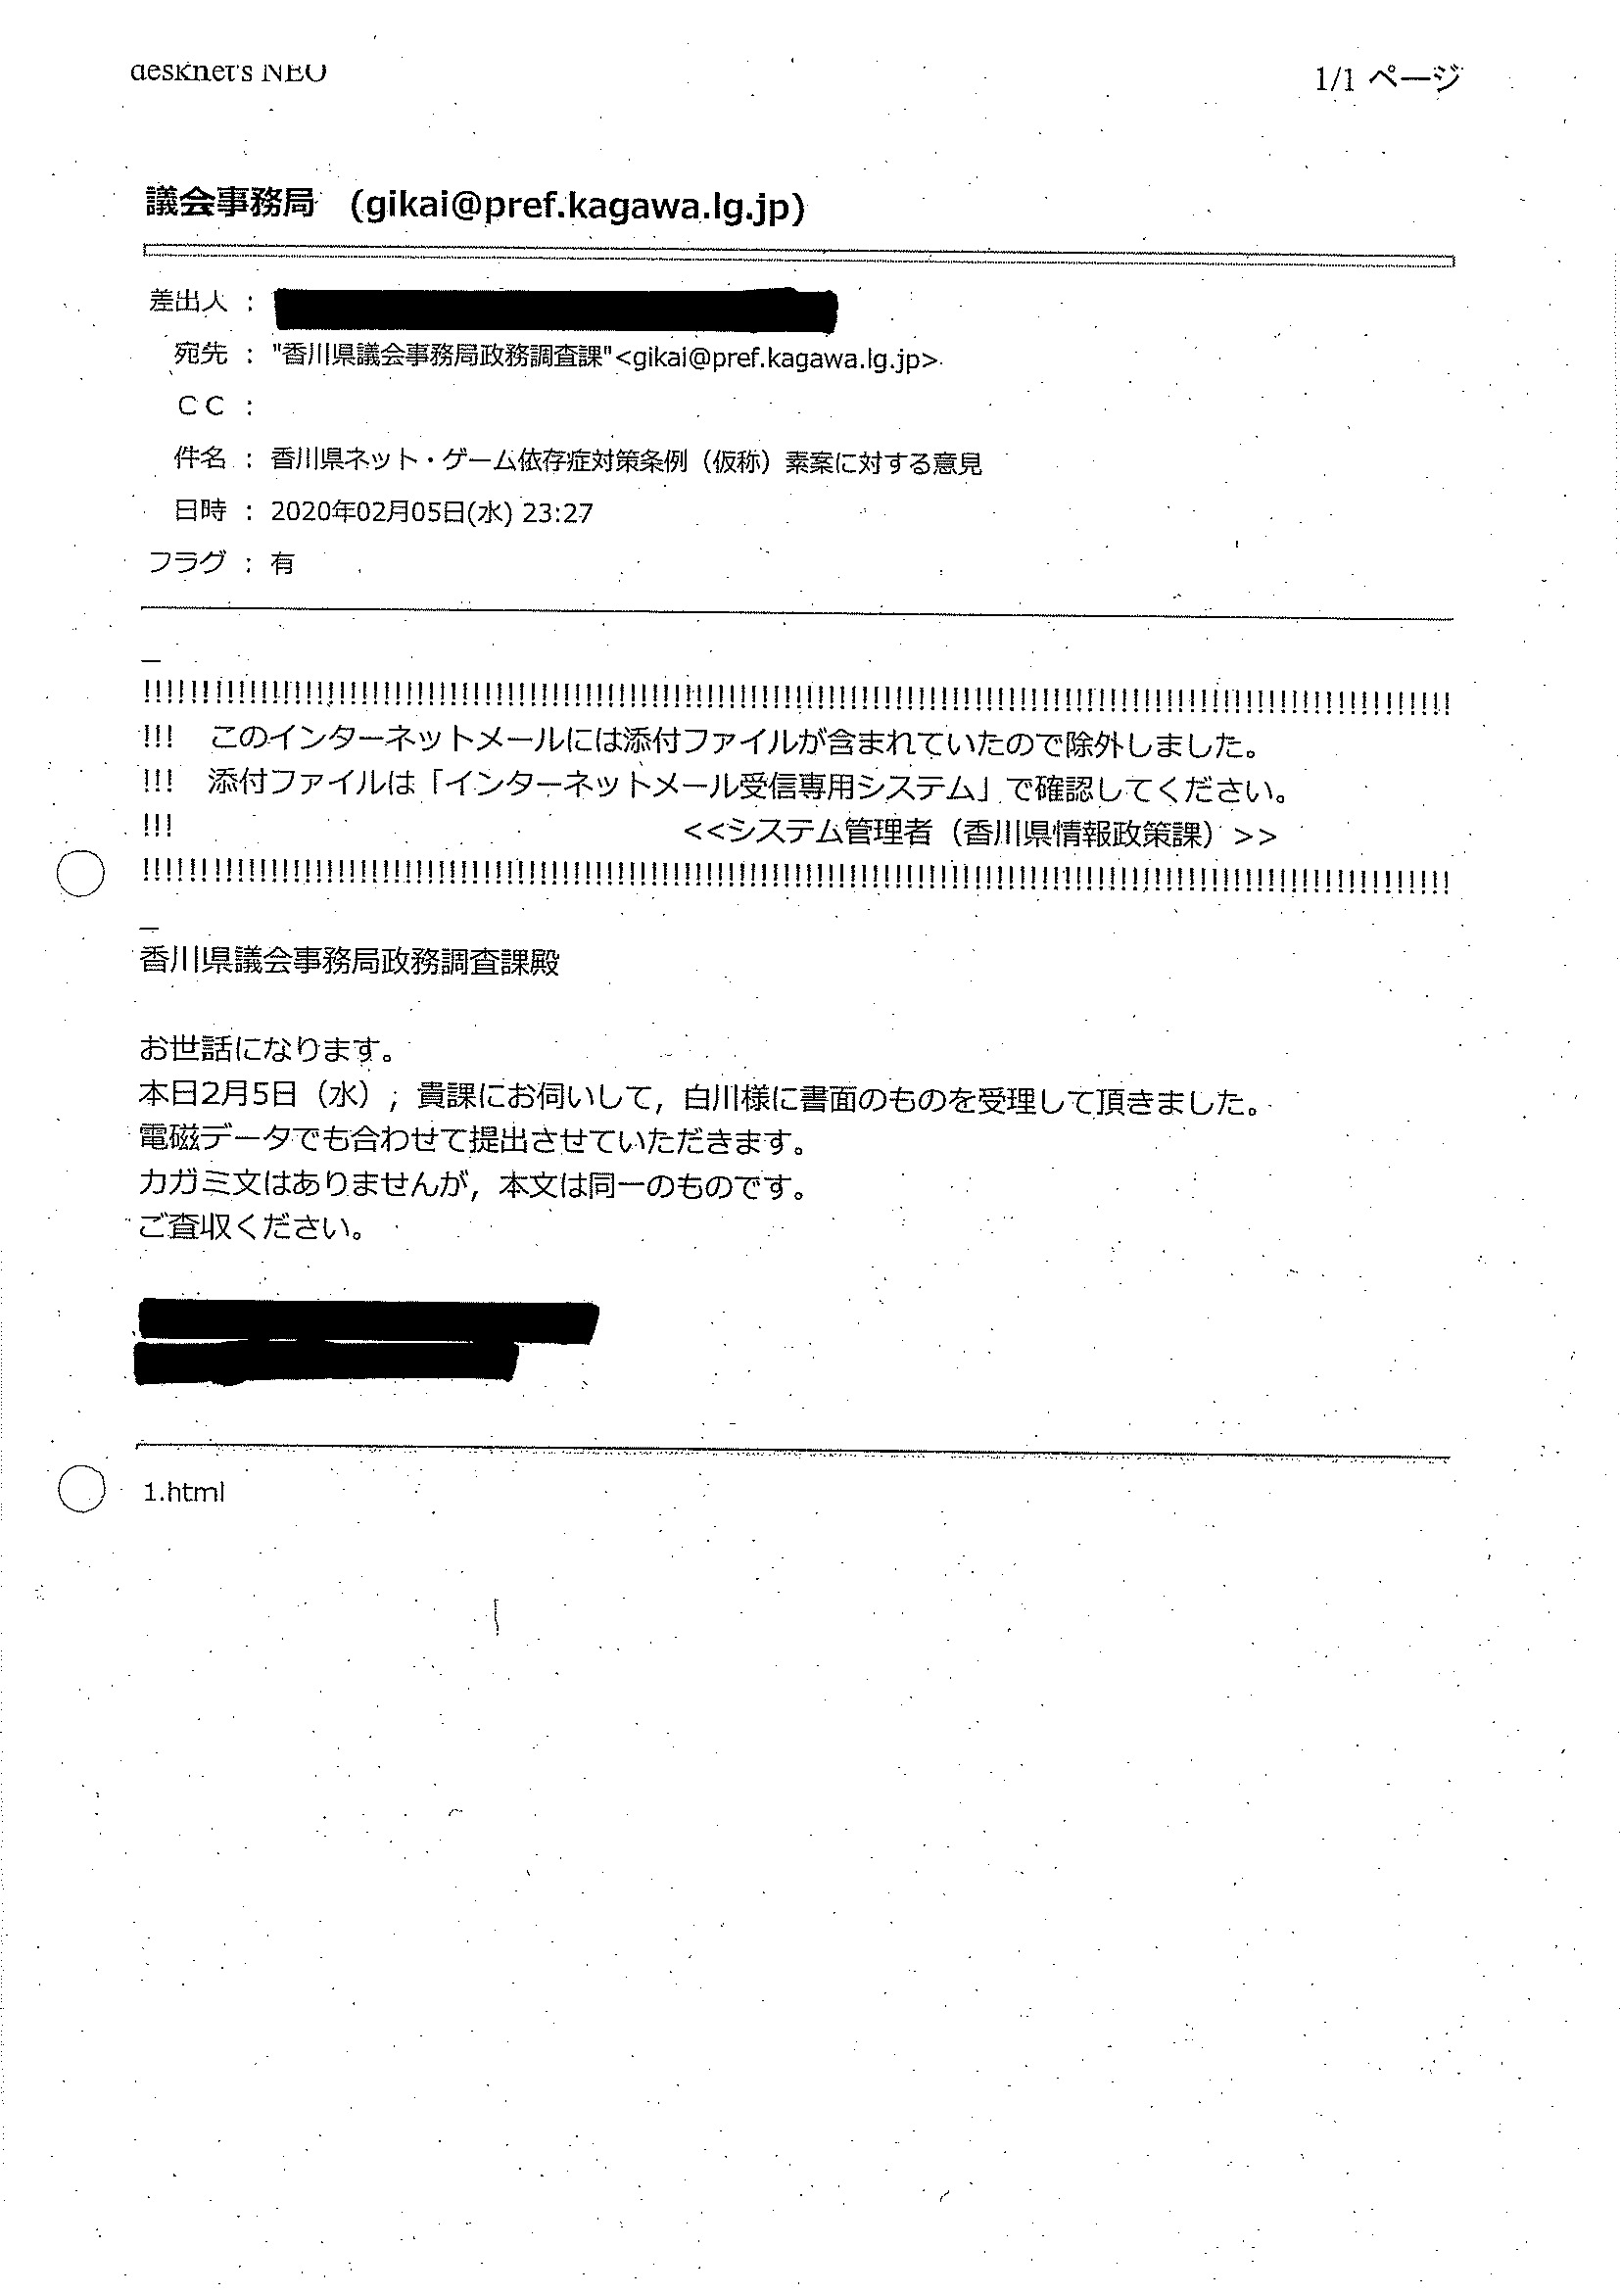 desknet's NEO
1/1 ページ
議会事務局 (gikai@pref.kagawa.lg.jp)
差出人 :
宛先 : "香川県議会事務局政務調査課"<gikai@pref.kagawa.lg.jp>
ＣＣ :
件名 : 香川県ネット・ゲーム依存症対策条例（仮称）素案に対する意見
日時 : 2020年02月05日(水) 23:27
フラグ : 有
_
!!!!!!!!!!!!!!!!!!!!!!!!!!!!!!!!!!!!!!!!!!!!!!!!!!!!!!!!!!!!!!!!!!!!!!!!!!!!!!!!!!!!!!!!!!!!!!!!!!!!!!!!!!!!!!!!!!
!!! このインターネットメールには添付ファイルが含まれていたので除外しました。
!!! 添付ファイルは「インターネットメール受信専用システム」で確認してください。
!!! <<システム管理者（香川県情報政策課）>>
!!!!!!!!!!!!!!!!!!!!!!!!!!!!!!!!!!!!!!!!!!!!!!!!!!!!!!!!!!!!!!!!!!!!!!!!!!!!!!!!!!!!!!!!!!!!!!!!!!!!!!!!!!!!!!!!!!
_
香川県議会事務局政務調査課殿
お世話になります。
本日2月5日（水），貴課にお伺いして，白川様に書面のものを受理して頂きました。
電磁データでも合わせて提出させていただきます。
カガミ文はありませんが，本文は同一のものです。
ご査収ください。
1.html